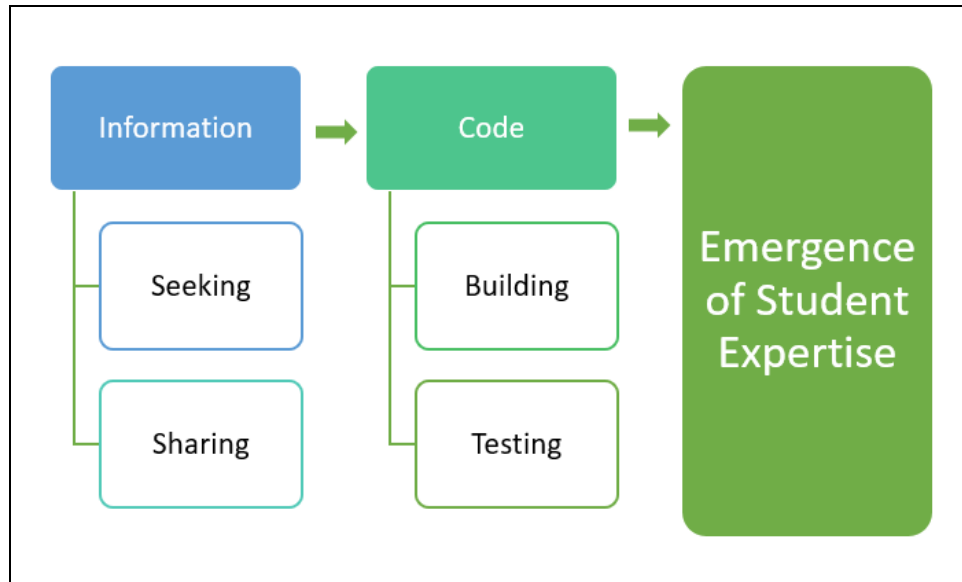 Information
Seeking
Sharing
Code
Building
Testing
Emergence
of Student
Expertise